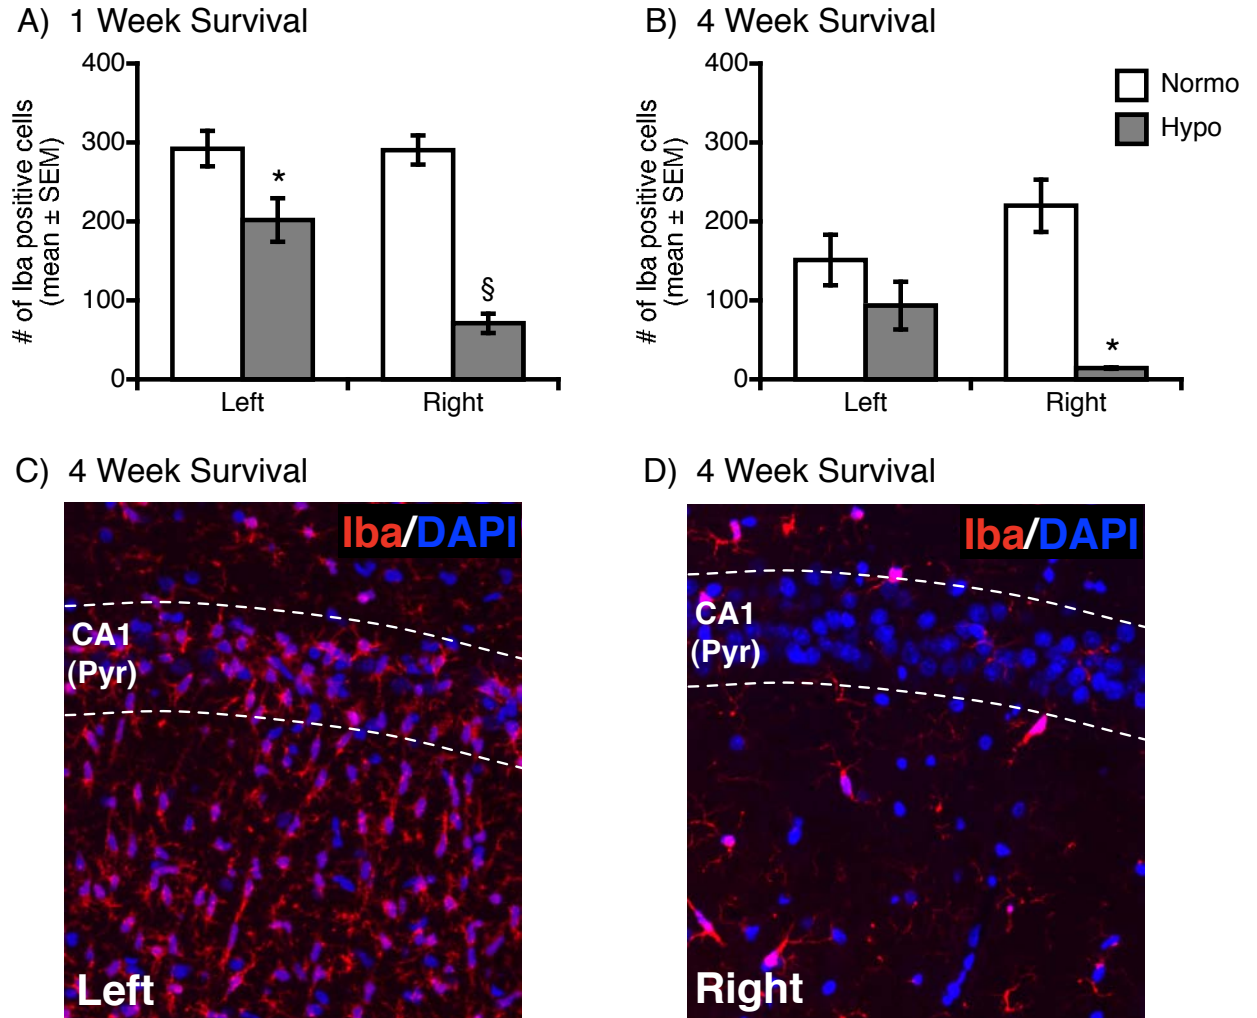 A) 1 Week Survival
400
300
200
100
0
# of Iba positive cells
(mean ± SEM)
*
§
Left
Right
B) 4 Week Survival
400
300
200
100
0
# of Iba positive cells
(mean ± SEM)
*
Left
Right
Normo
Hypo
C) 4 Week Survival
Iba/DAPI
CA1
(Pyr)
Left
D) 4 Week Survival
Iba/DAPI
CA1
(Pyr)
Right